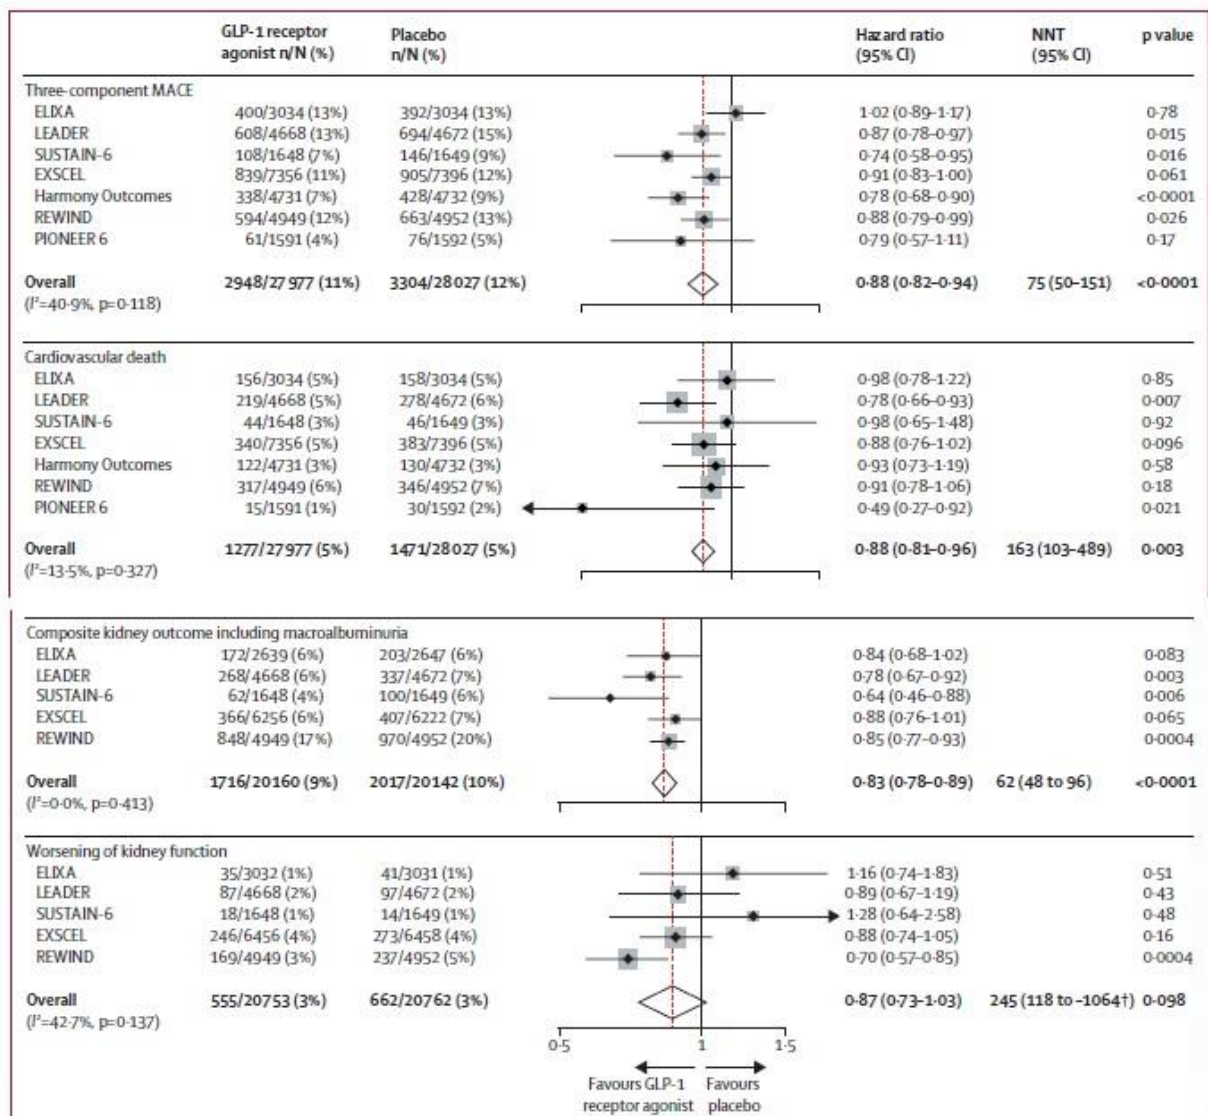 GLP-1 receptor agonist n/N (%) Placebo n/N (%) Hazard ratio (95% CI) NNT (95% CI) p value
Three-component MACE
ELIXA 400/3034 (13%) 392/3034 (13%) 1·02 (0·89–1·17) 0·78
LEADER 608/4668 (13%) 694/4672 (15%) 0·87 (0·78–0·97) 0·015
SUSTAIN-6 108/1648 (7%) 146/1649 (9%) 0·74 (0·58–0·95) 0·016
EXSCEL 839/7356 (11%) 905/7396 (12%) 0·91 (0·83–1·00) 0·061
Harmony Outcomes 338/4731 (7%) 428/4732 (9%) 0·78 (0·68–0·90) <0·0001
REWIND 594/4949 (12%) 663/4952 (13%) 0·88 (0·79–0·99) 0·026
PIONEER 6 61/1591 (4%) 76/1592 (5%) 0·79 (0·57–1·11) 0·17
Overall 2948/27977 (11%) 3304/28027 (12%) 0·88 (0·82–0·94) 75 (50–151) <0·0001
(I²=40·9%, p=0·118)
Cardiovascular death
ELIXA 156/3034 (5%) 158/3034 (5%) 0·98 (0·78–1·22) 0·85
LEADER 219/4668 (5%) 278/4672 (6%) 0·78 (0·66–0·93) 0·007
SUSTAIN-6 44/1648 (3%) 46/1649 (3%) 0·98 (0·65–1·48) 0·92
EXSCEL 340/7356 (5%) 383/7396 (5%) 0·88 (0·76–1·02) 0·096
Harmony Outcomes 122/4731 (3%) 130/4732 (3%) 0·93 (0·73–1·19) 0·58
REWIND 317/4949 (6%) 346/4952 (7%) 0·91 (0·78–1·06) 0·18
PIONEER 6 15/1591 (1%) 30/1592 (2%) 0·49 (0·27–0·92) 0·021
Overall 1277/27977 (5%) 1471/28027 (5%) 0·88 (0·81–0·96) 163 (103–489) 0·003
(I²=13·5%, p=0·327)
Composite kidney outcome including macroalbuminuria
ELIXA 172/2639 (6%) 203/2647 (6%) 0·84 (0·68–1·02) 0·083
LEADER 268/4668 (6%) 337/4672 (7%) 0·78 (0·67–0·92) 0·003
SUSTAIN-6 62/1648 (4%) 100/1649 (6%) 0·64 (0·46–0·88) 0·006
EXSCEL 366/6256 (6%) 407/6222 (7%) 0·88 (0·76–1·01) 0·065
REWIND 848/4949 (17%) 970/4952 (20%) 0·85 (0·77–0·93) 0·0004
Overall 1716/20160 (9%) 2017/20142 (10%) 0·83 (0·78–0·89) 62 (48 to 96) <0·0001
(I²=0·0%, p=0·413)
0·5 1 1·5
Worsening of kidney function
ELIXA 35/3032 (1%) 41/3031 (1%) 1·16 (0·74–1·83) 0·51
LEADER 87/4668 (2%) 97/4672 (2%) 0·89 (0·67–1·19) 0·43
SUSTAIN-6 18/1648 (1%) 14/1649 (1%) 1·28 (0·64–2·58) 0·48
EXSCEL 246/6456 (4%) 273/6458 (4%) 0·88 (0·74–1·05) 0·16
REWIND 169/4949 (3%) 237/4952 (5%) 0·70 (0·57–0·85) 0·0004
Overall 555/20753 (3%) 662/20762 (3%) 0·87 (0·73–1·03) 245 (118 to –1064†) 0·098
(I²=42·7%, p=0·137)
0·5 1 1·5
Favours GLP-1 receptor agonist Favours placebo